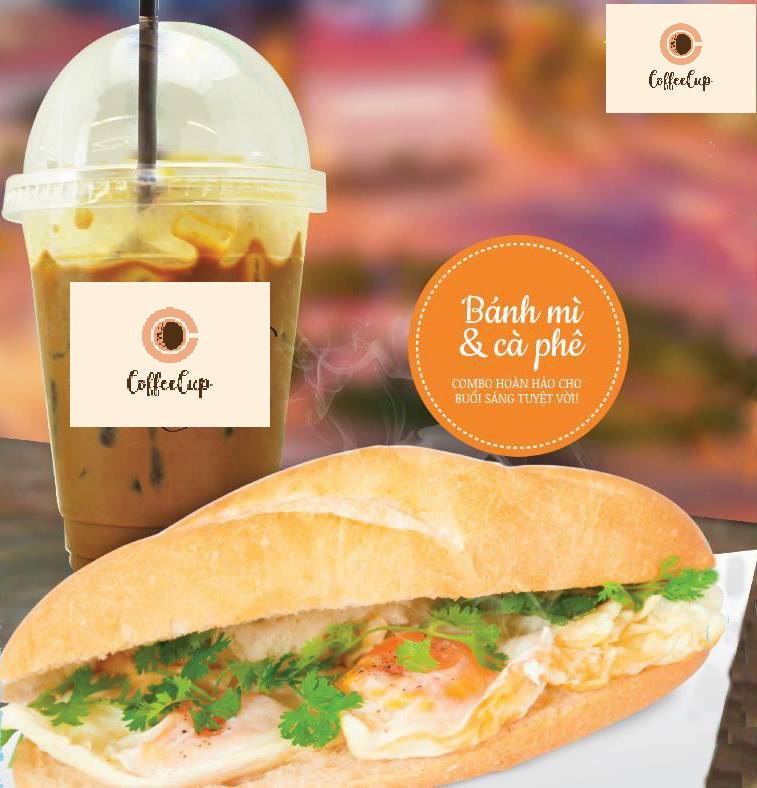 CoffeeCup
CoffeeCup
Bánh mì
& cà phê
COMBO HOÀN HẢO CHO
BUỔI SÁNG TUYỆT VỜI!